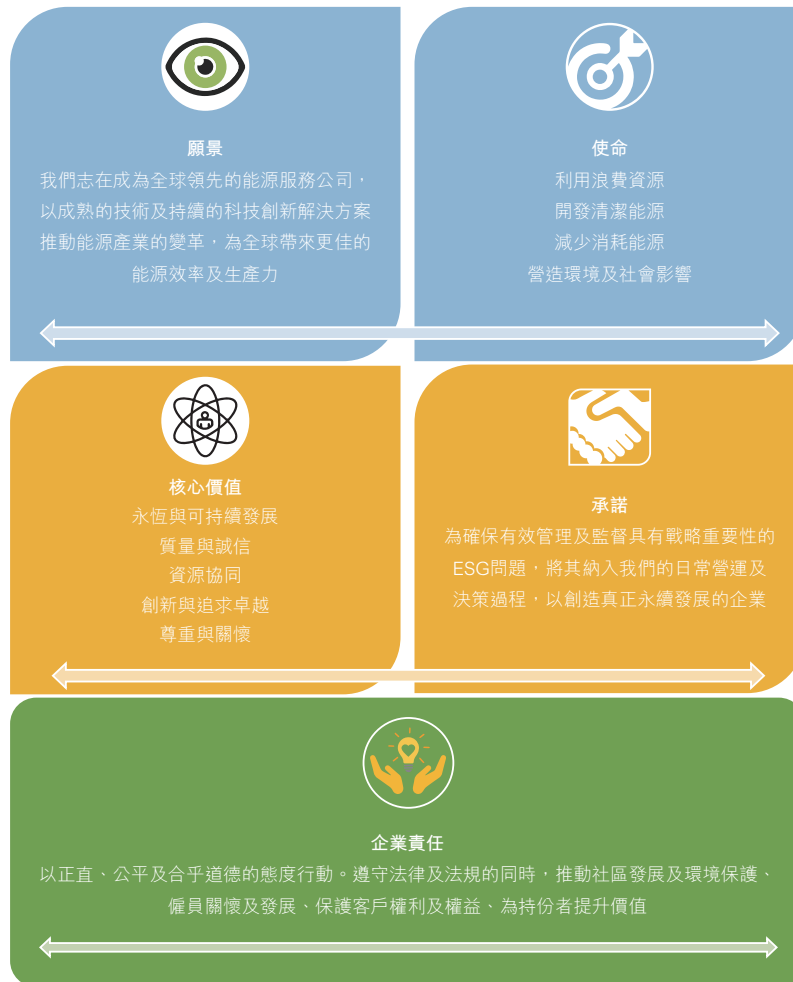 願景
我們志在成為全球領先的能源服務公司，
以成熟的技術及持續的科技創新解決方案
推動能源產業的變革，為全球帶來更佳的
能源效率及生產力
使命
利用浪費資源
開發清潔能源
減少消耗能源
營造環境及社會影響
核心價值
永恆與可持續發展
質量與誠信
資源協同
創新與追求卓越
尊重與關懷
承諾
為確保有效管理及監督具有戰略重要性的
ESG問題，將其納入我們的日常營運及
決策過程，以創造真正永續發展的企業
企業責任
以正直、公平及合乎道德的態度行動。遵守法律及法規的同時，推動社區發展及環境保護、
僱員關懷及發展、保護客戶權利及權益、為持份者提升價值